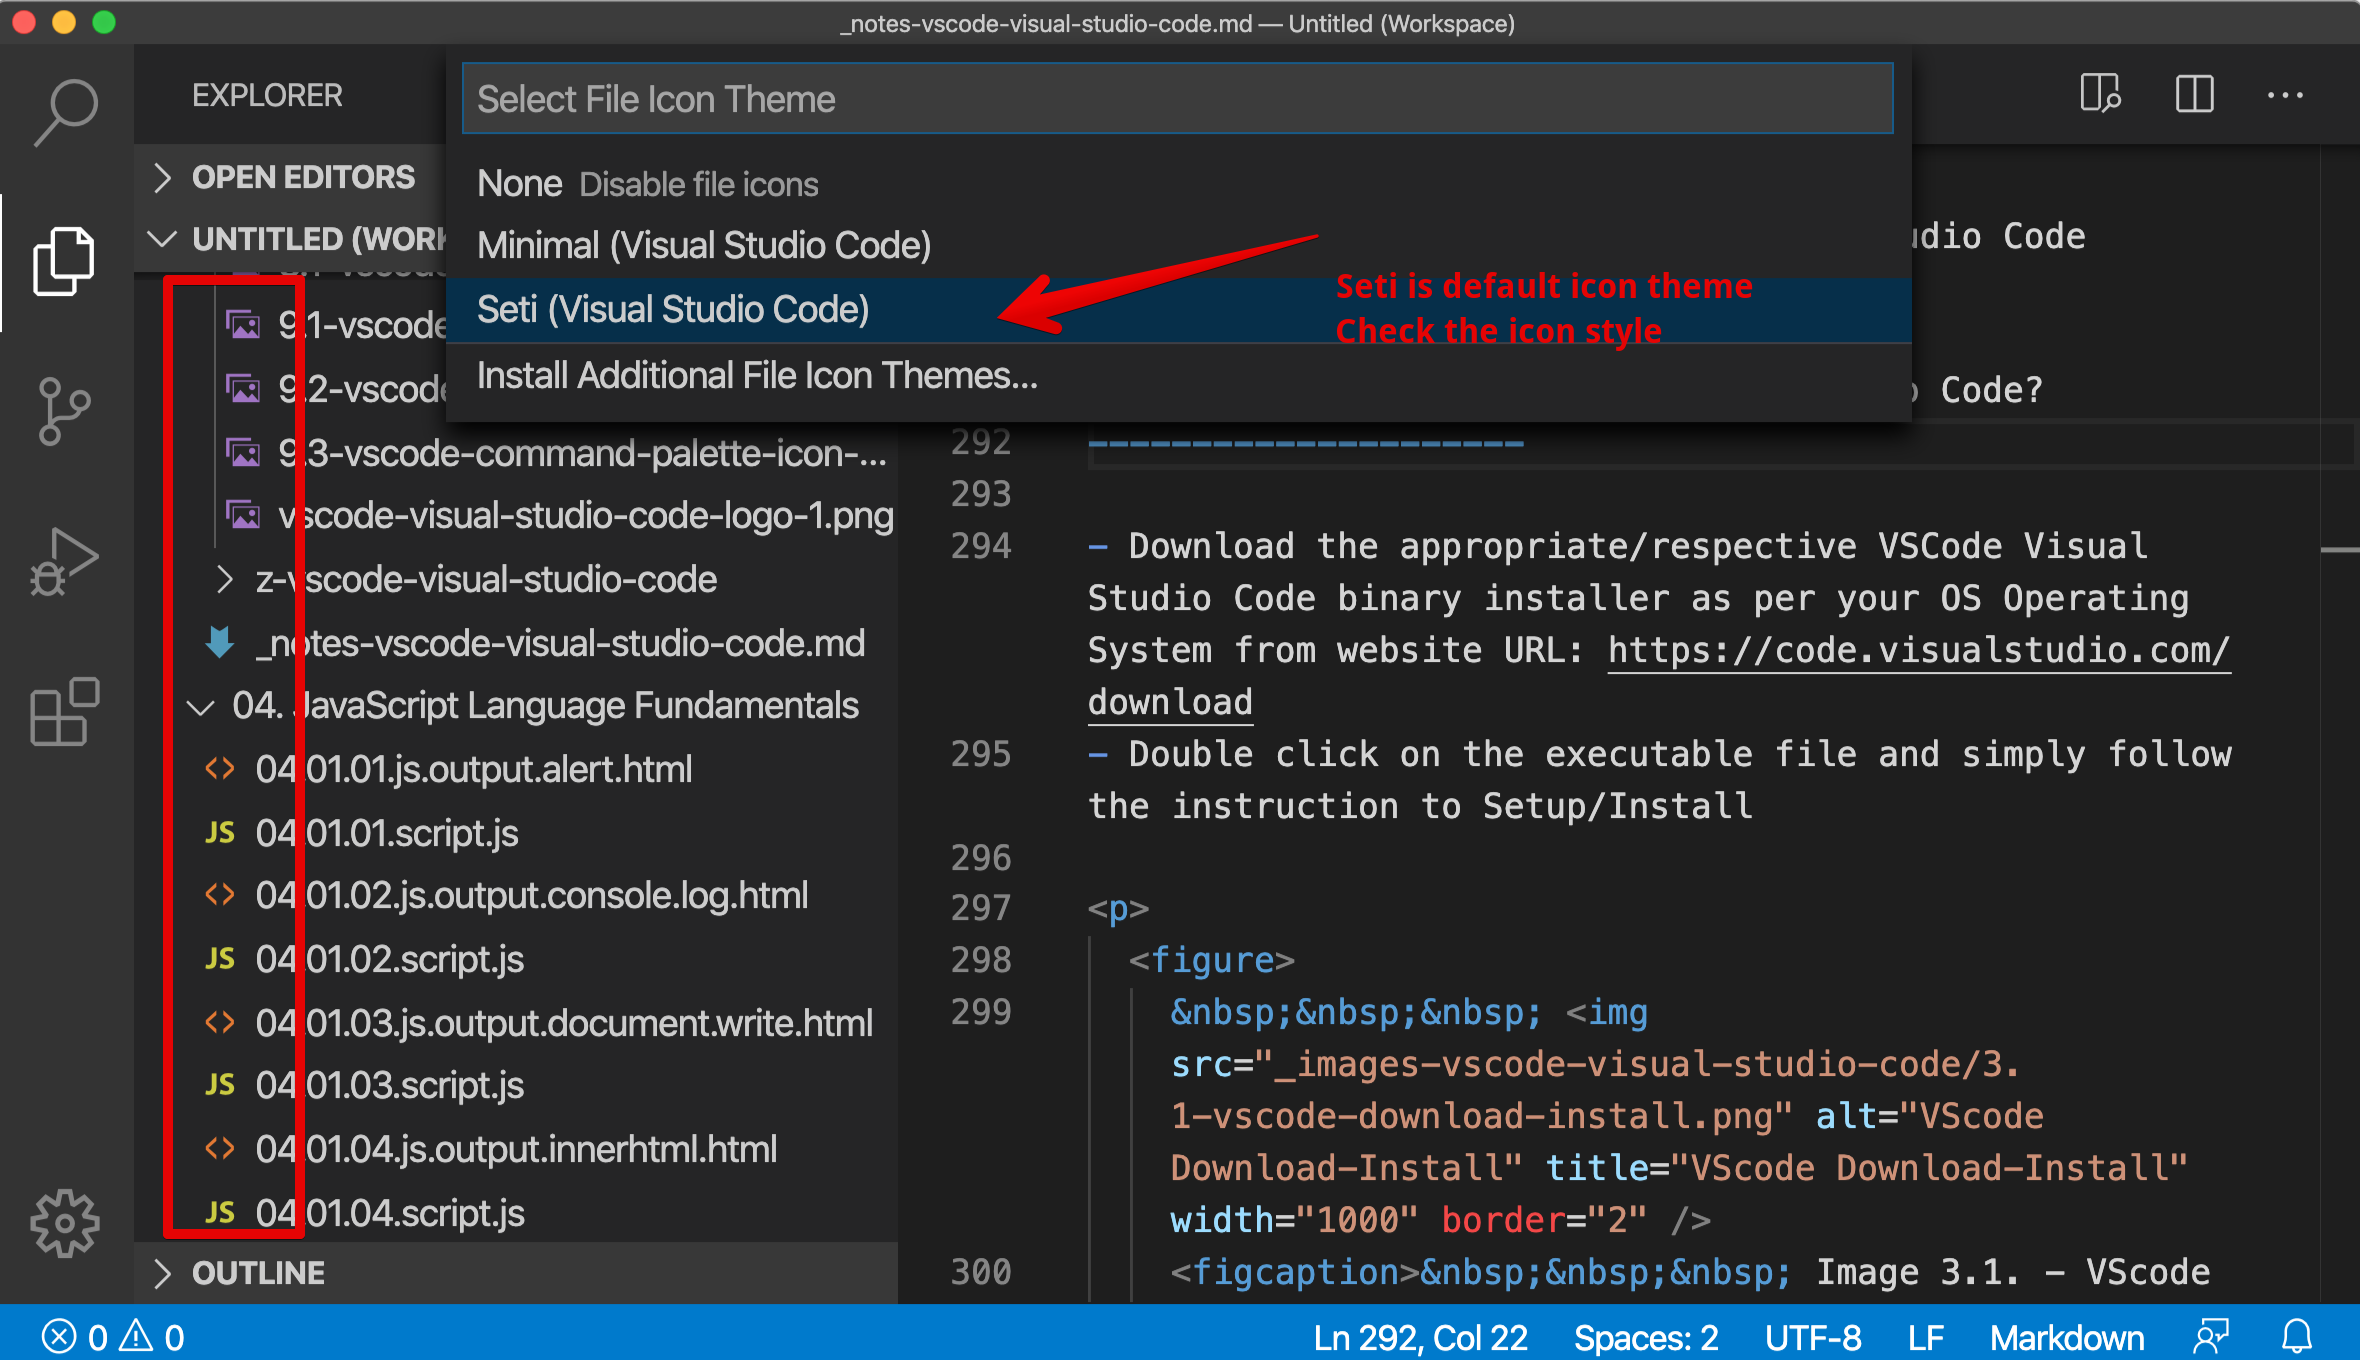 _notes-vscode-visual-studio-code.md — Untitled (Workspace)
EXPLORER
OPEN EDITORS
UNTITLED (WORK
9.1-vscode
9.2-vscode
9.3-vscode-command-palette-icon-...
vscode-visual-studio-code-logo-1.png
z-vscode-visual-studio-code
_notes-vscode-visual-studio-code.md
04. JavaScript Language Fundamentals
<> 04.01.01.js.output.alert.html
JS 04.01.01.script.js
<> 04.01.02.js.output.console.log.html
JS 04.01.02.script.js
<> 04.01.03.js.output.document.write.html
JS 04.01.03.script.js
<> 04.01.04.js.output.innerhtml.html
JS 04.01.04.script.js
OUTLINE
Select File Icon Theme
None Disable file icons
Minimal (Visual Studio Code)
Seti (Visual Studio Code)
Install Additional File Icon Themes...
Seti is default icon theme
Check the icon style
udio Code
Code?
292 ---------------------
293
294 - Download the appropriate/respective VSCode Visual
Studio Code binary installer as per your OS Operating
System from website URL: https://code.visualstudio.com/
download
295 - Double click on the executable file and simply follow
the instruction to Setup/Install
296
297 <p>
298 <figure>
299 &nbsp;&nbsp;&nbsp; <img
src="_images-vscode-visual-studio-code/3.
1-vscode-download-install.png" alt="VScode
Download-Install" title="VScode Download-Install"
width="1000" border="2" />
300 <figcaption>&nbsp;&nbsp;&nbsp; Image 3.1. - VScode
0 0
Ln 292, Col 22 Spaces: 2 UTF-8 LF Markdown